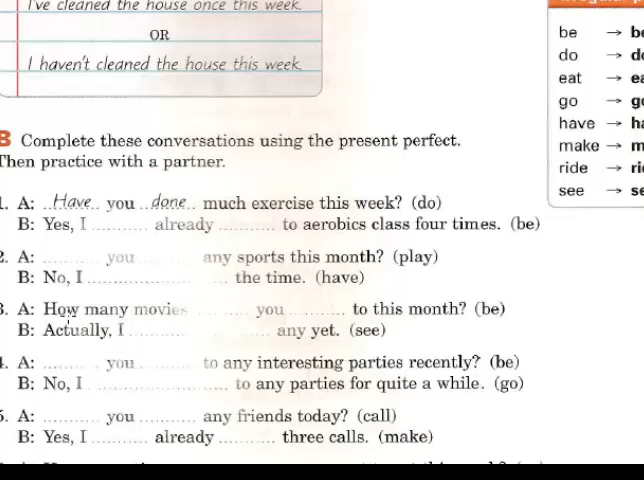 I've cleaned the house once this week.
OR
I haven't cleaned the house this week.
be →
do →
eat →
go →
have →
make →
ride →
see →
B Complete these conversations using the present perfect.
Then practice with a partner.
1. A: ..Have.. you ..done.. much exercise this week? (do)
B: Yes, I .......... already .......... to aerobics class four times. (be)
2. A: you any sports this month? (play)
B: No, I .................. the time. (have)
3. A: How many movies .......... you .......... to this month? (be)
B: Actually, I .......... any yet. (see)
4. A: .......... you to any interesting parties recently? (be)
B: No, I .................. to any parties for quite a while. (go)
5. A: .......... you .......... any friends today? (call)
B: Yes, I .......... already .......... three calls. (make)